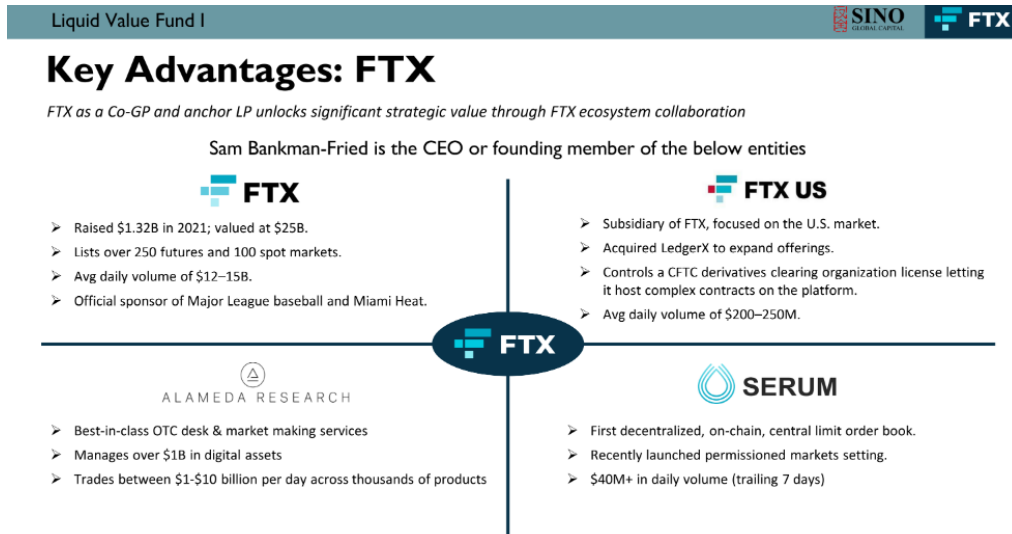 Liquid Value Fund I
SINO
GLOBAL CAPITAL
FTX
Key Advantages: FTX
FTX as a Co-GP and anchor LP unlocks significant strategic value through FTX ecosystem collaboration
Sam Bankman-Fried is the CEO or founding member of the below entities
FTX
➢ Raised $1.32B in 2021; valued at $25B.
➢ Lists over 250 futures and 100 spot markets.
➢ Avg daily volume of $12–15B.
➢ Official sponsor of Major League baseball and Miami Heat.
FTX US
➢ Subsidiary of FTX, focused on the U.S. market.
➢ Acquired LedgerX to expand offerings.
➢ Controls a CFTC derivatives clearing organization license letting
it host complex contracts on the platform.
➢ Avg daily volume of $200–250M.
FTX
ALAMEDA RESEARCH
➢ Best-in-class OTC desk & market making services
➢ Manages over $1B in digital assets
➢ Trades between $1-$10 billion per day across thousands of products
SERUM
➢ First decentralized, on-chain, central limit order book.
➢ Recently launched permissioned markets setting.
➢ $40M+ in daily volume (trailing 7 days)